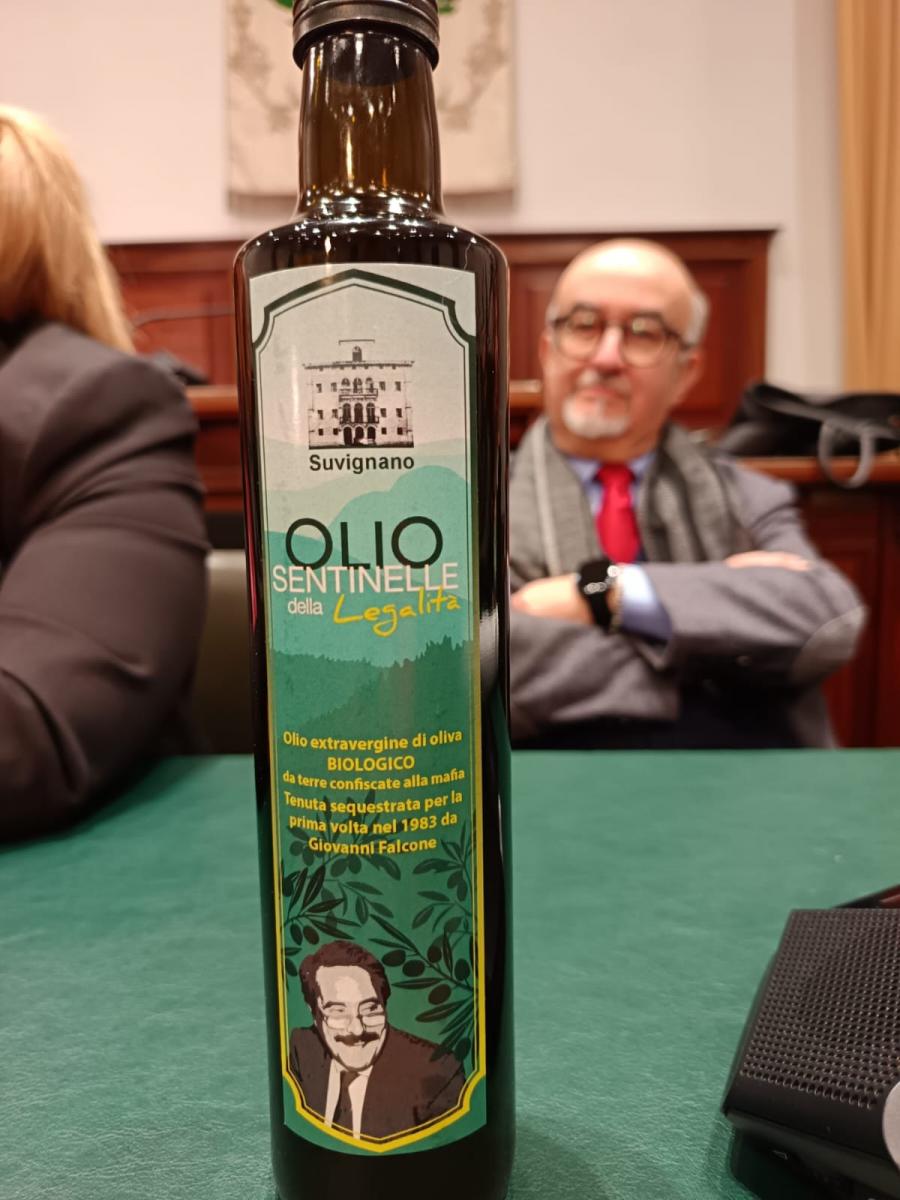 Suvignano
OLIO
SENTINELLE
della Legalità
Olio extravergine di oliva
BIOLOGICO
da terre confiscate alla mafia
Tenuta sequestrata per la
prima volta nel 1983 da
Giovanni Falcone